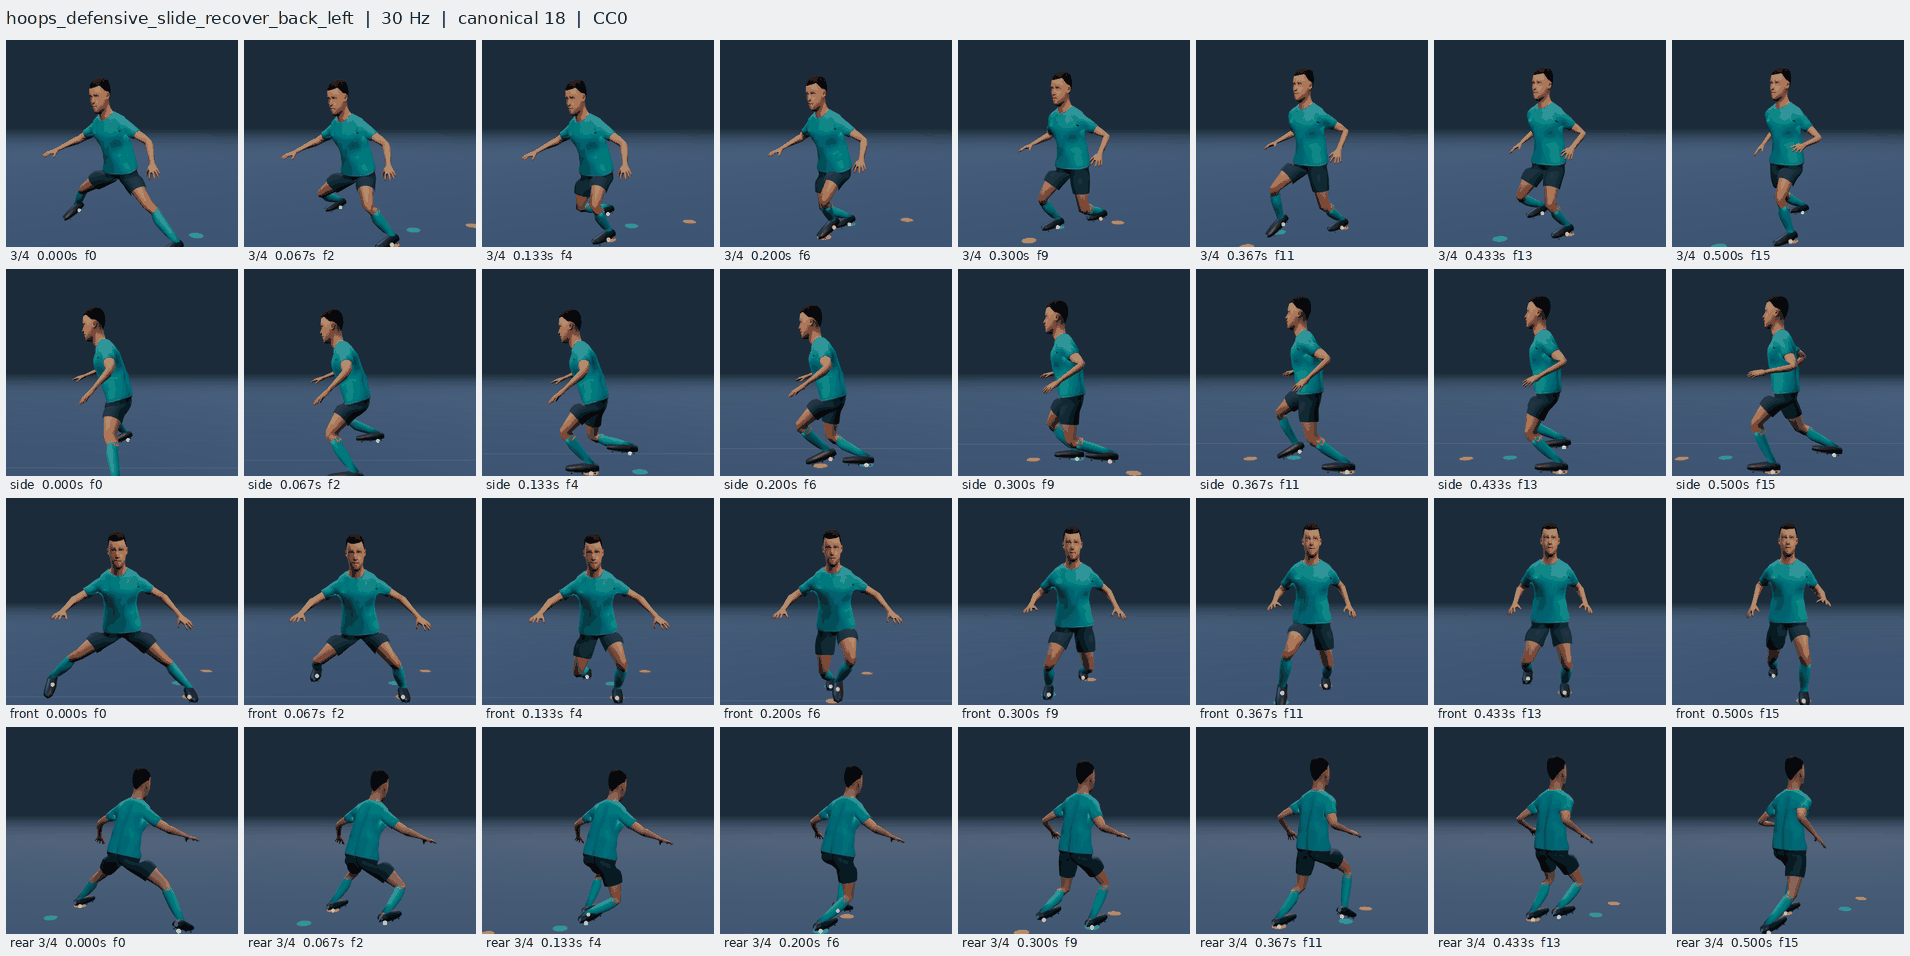 hoops_defensive_slide_recover_back_left | 30 Hz | canonical 18 | CC0
3/4 0.000s f0
3/4 0.067s f2
3/4 0.133s f4
3/4 0.200s f6
3/4 0.300s f9
3/4 0.367s f11
3/4 0.433s f13
3/4 0.500s f15
side 0.000s f0
side 0.067s f2
side 0.133s f4
side 0.200s f6
side 0.300s f9
side 0.367s f11
side 0.433s f13
side 0.500s f15
front 0.000s f0
front 0.067s f2
front 0.133s f4
front 0.200s f6
front 0.300s f9
front 0.367s f11
front 0.433s f13
front 0.500s f15
rear 3/4 0.000s f0
rear 3/4 0.067s f2
rear 3/4 0.133s f4
rear 3/4 0.200s f6
rear 3/4 0.300s f9
rear 3/4 0.367s f11
rear 3/4 0.433s f13
rear 3/4 0.500s f15